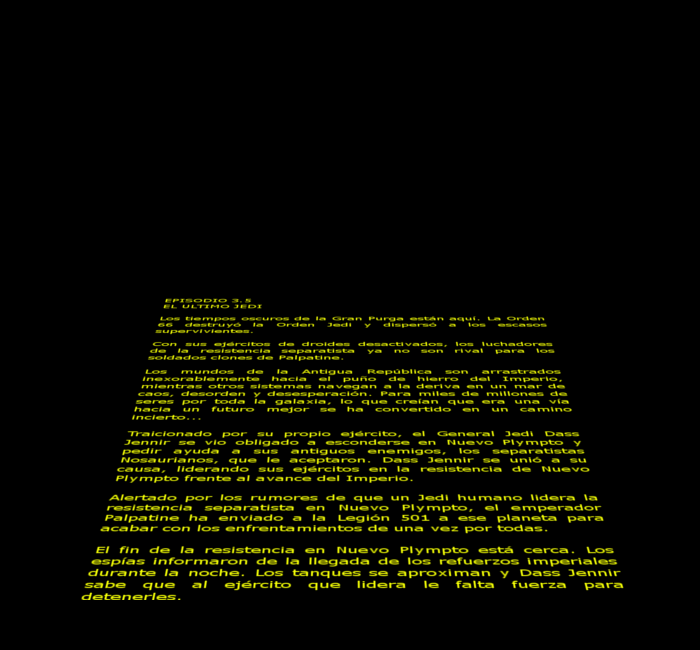 EPISODIO 3.5
EL ULTIMO JEDI
Los tiempos oscuros de la Gran Purga están aquí. La Orden
66 destruyó la Orden Jedi y dispersó a los escasos
supervivientes.
Con sus ejércitos de droides desactivados, los luchadores
de la resistencia separatista ya no son rival para los
soldados clones de Palpatine.
Los mundos de la Antigua República son arrastrados
inexorablemente hacia el puño de hierro del Imperio,
mientras otros sistemas navegan a la deriva en un mar de
caos, desorden y desesperación. Para miles de millones de
seres por toda la galaxia, lo que creían que era una vía
hacia un futuro mejor se ha convertido en un camino
incierto...
Traicionado por su propio ejército, el General Jedi Dass
Jennir se vio obligado a esconderse en Nuevo Plympto y
pedir ayuda a sus antiguos enemigos, los separatistas
Nosaurianos, que le aceptaron. Dass Jennir se unió a su
causa, liderando sus ejércitos en la resistencia de Nuevo
Plympto frente al avance del Imperio.
Alertado por los rumores de que un Jedi humano lidera la
resistencia separatista en Nuevo Plympto, el emperador
Palpatine ha enviado a la Legión 501 a ese planeta para
acabar con los enfrentamientos de una vez por todas.
El fin de la resistencia en Nuevo Plympto está cerca. Los
espías informaron de la llegada de los refuerzos imperiales
durante la noche. Los tanques se aproximan y Dass Jennir
sabe que al ejército que lidera le falta fuerza para
detenerles.